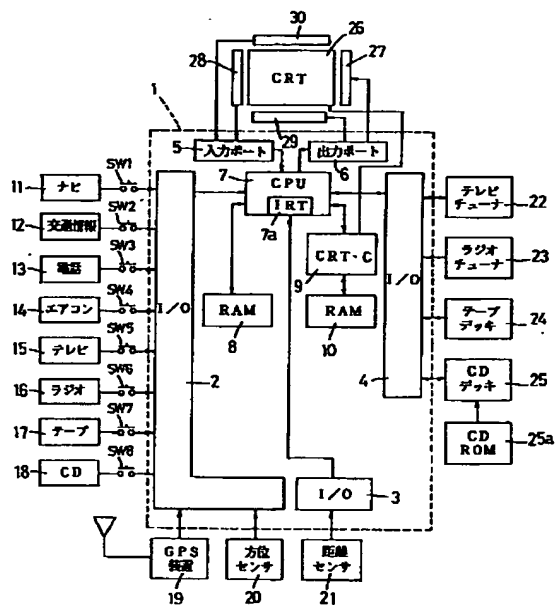 30
26
28
27
CRT
1
29
5
入力ポート
出力ポート
6
7
CPU
IRT
7a
SW1
11
ナビ
SW2
12
交通情報
SW3
13
電話
SW4
14
エアコン
SW5
15
テレビ
SW6
16
ラジオ
SW7
17
テープ
SW8
18
CD
I/O
2
RAM
8
CRT-C
9
RAM
10
I/O
4
テレビ
チューナ
22
ラジオ
チューナ
23
テープ
デッキ
24
CD
デッキ
25
CD
ROM
25a
I/O
3
GPS
装置
19
方位
センサ
20
距離
センサ
21